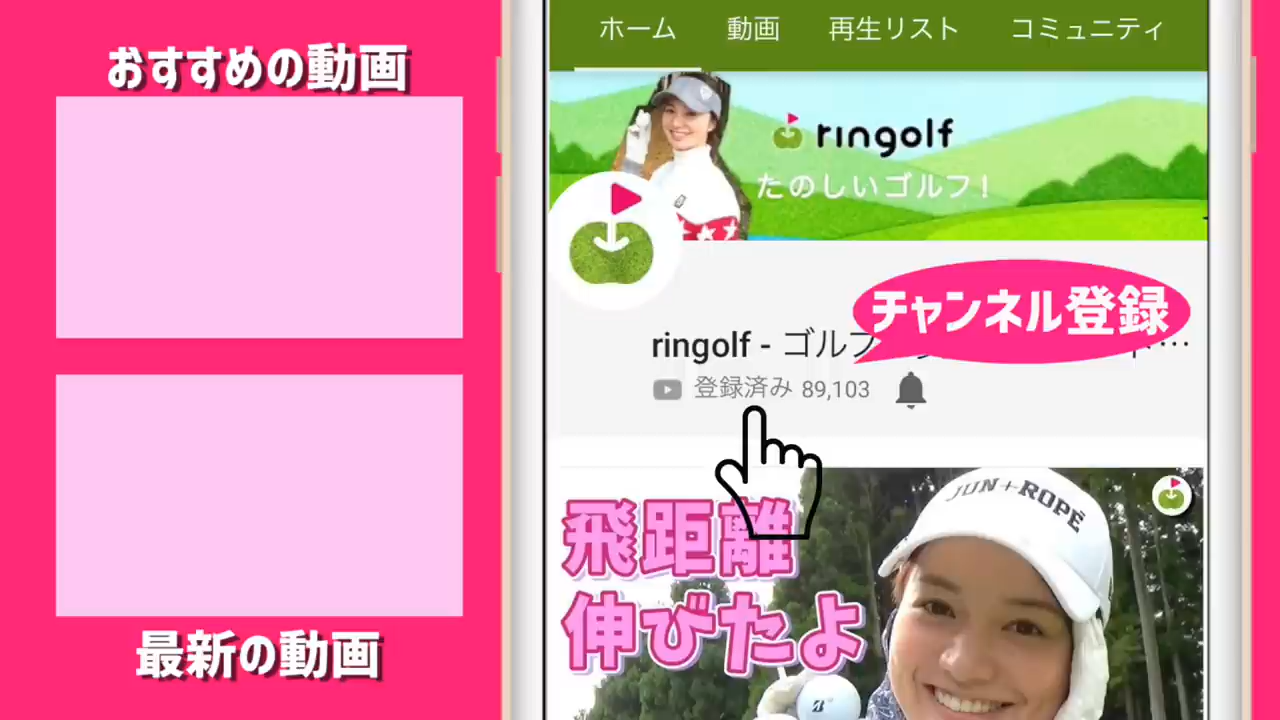 おすすめの動画
最新の動画
ホーム 動画 再生リスト コミュニティ
ringolf
たのしいゴルフ!
チャンネル登録
ringolf - ゴルフ
登録済み 89,103
JUN+ROPÉ
飛距離
伸びたよ
B